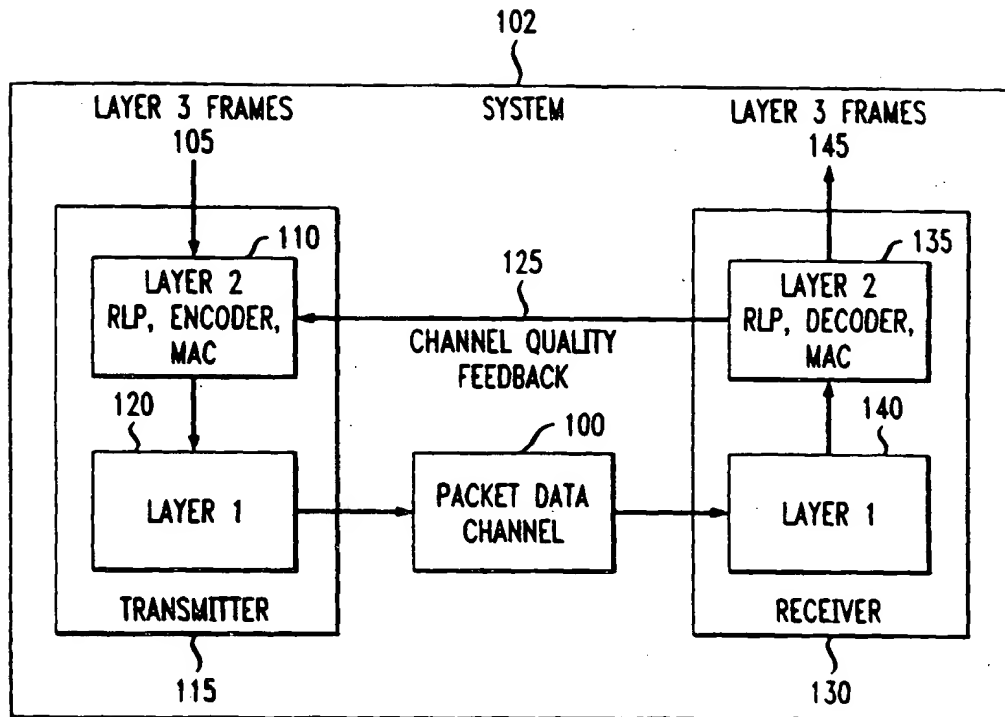 102
LAYER 3 FRAMES
105
SYSTEM
LAYER 3 FRAMES
145
110
LAYER 2
RLP, ENCODER,
MAC
125
CHANNEL QUALITY
FEEDBACK
135
LAYER 2
RLP, DECODER,
MAC
120
LAYER 1
100
PACKET DATA
CHANNEL
140
LAYER 1
TRANSMITTER
RECEIVER
115
130